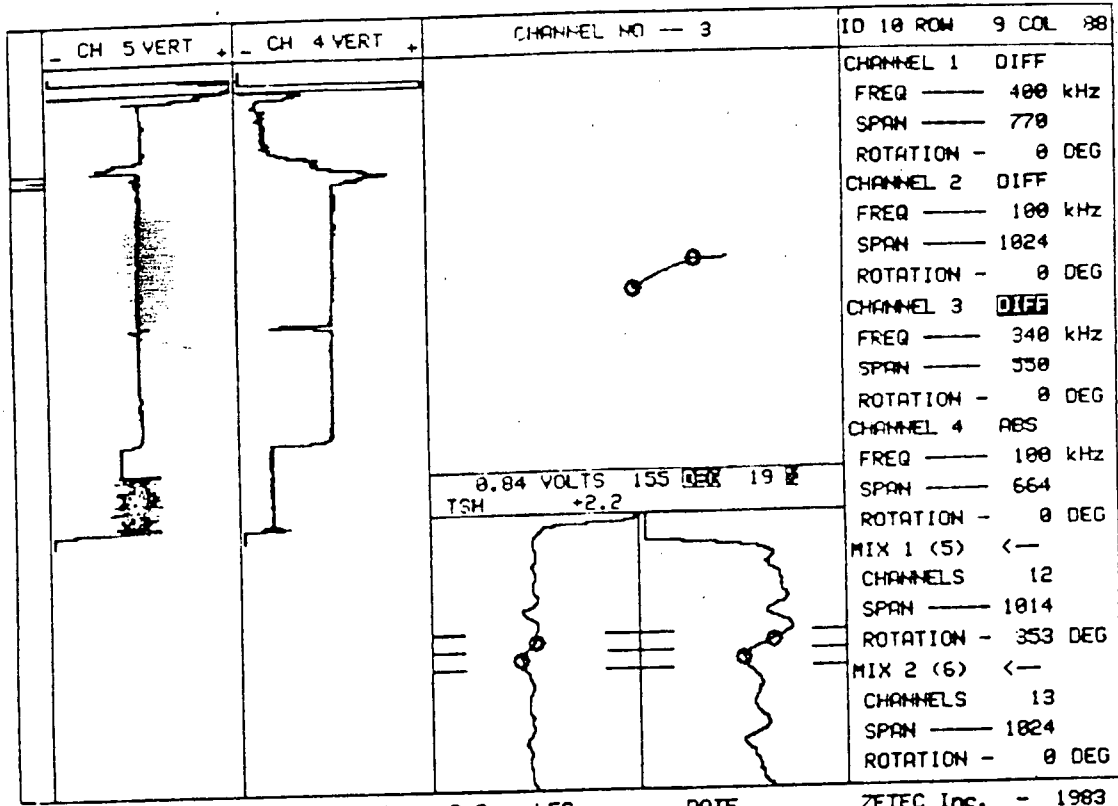 - CH 5 VERT +
- CH 4 VERT +
CHANNEL NO -- 3
0.84 VOLTS 155 DEG 19
TSH +2.2
ID 10 ROW 9 COL 88
CHANNEL 1 DIFF
FREQ —— 400 kHz
SPAN —— 770
ROTATION - 0 DEG
CHANNEL 2 DIFF
FREQ —— 100 kHz
SPAN —— 1024
ROTATION - 0 DEG
CHANNEL 3 DIFF
FREQ —— 340 kHz
SPAN —— 550
ROTATION - 0 DEG
CHANNEL 4 ABS
FREQ —— 100 kHz
SPAN —— 664
ROTATION - 0 DEG
MIX 1 (5) <—
CHANNELS 12
SPAN —— 1014
ROTATION - 353 DEG
MIX 2 (6) <—
CHANNELS 13
SPAN —— 1024
ROTATION - 0 DEG
ZETEC Inc. - 1983